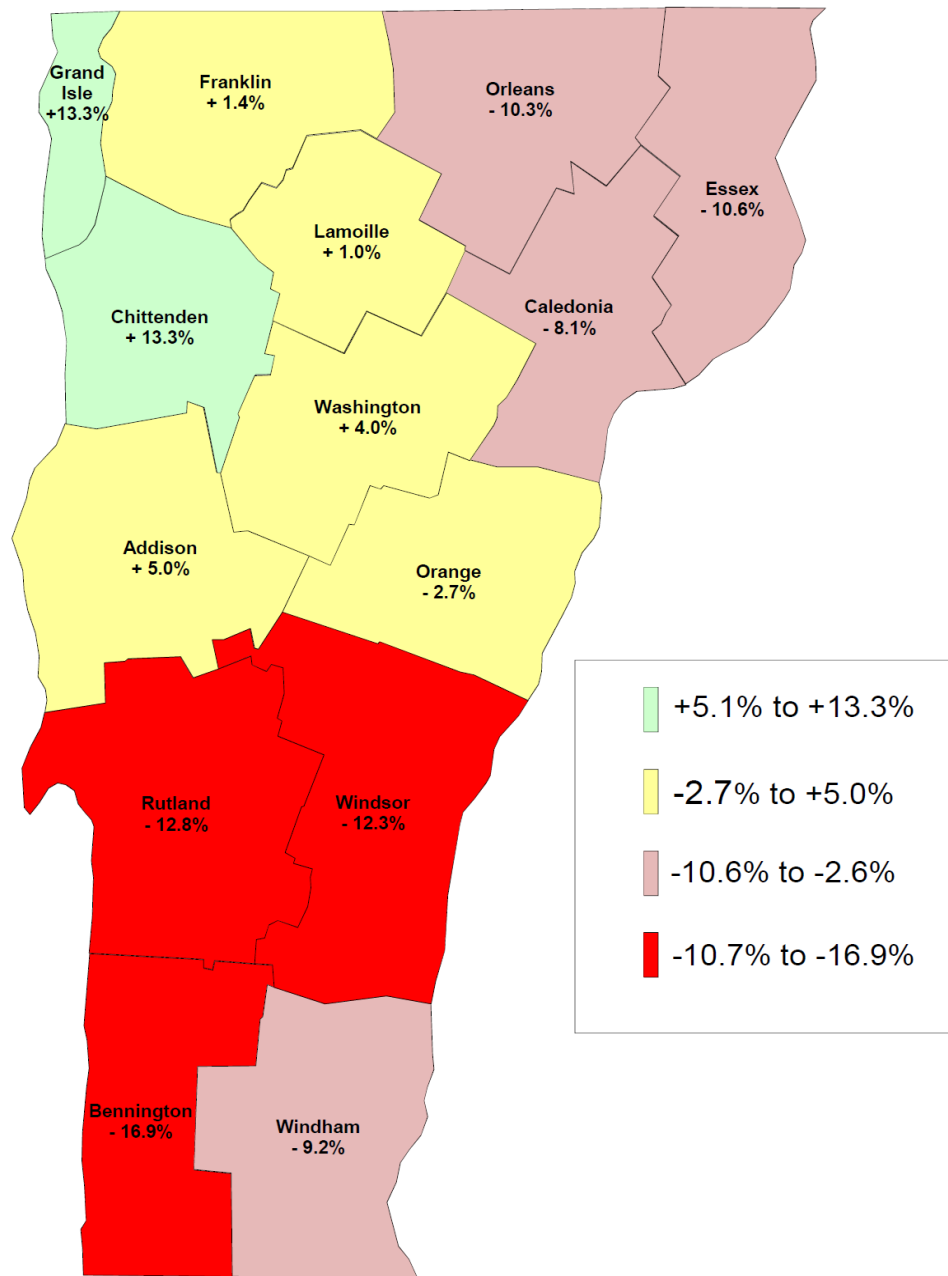 Grand
Isle
+13.3%
Franklin
+ 1.4%
Orleans
- 10.3%
Essex
- 10.6%
Lamoille
+ 1.0%
Chittenden
+ 13.3%
Caledonia
- 8.1%
Washington
+ 4.0%
Addison
+ 5.0%
Orange
- 2.7%
Rutland
- 12.8%
Windsor
- 12.3%
Bennington
- 16.9%
Windham
- 9.2%
+5.1% to +13.3%
-2.7% to +5.0%
-10.6% to -2.6%
-10.7% to -16.9%